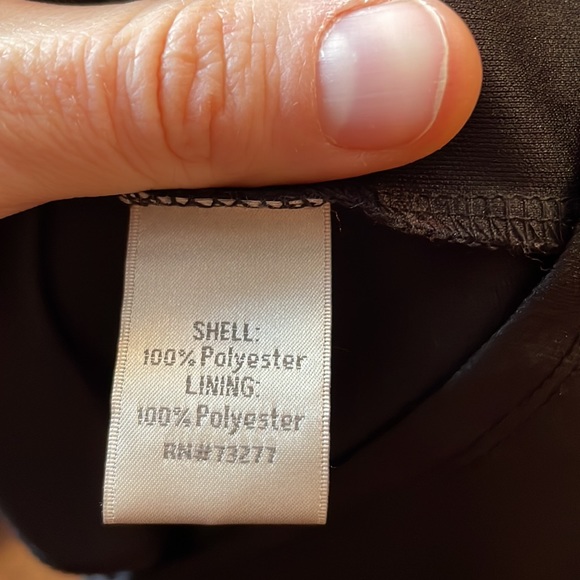 SHELL:
100% Polyester
LINING:
100% Polyester
RN#73277